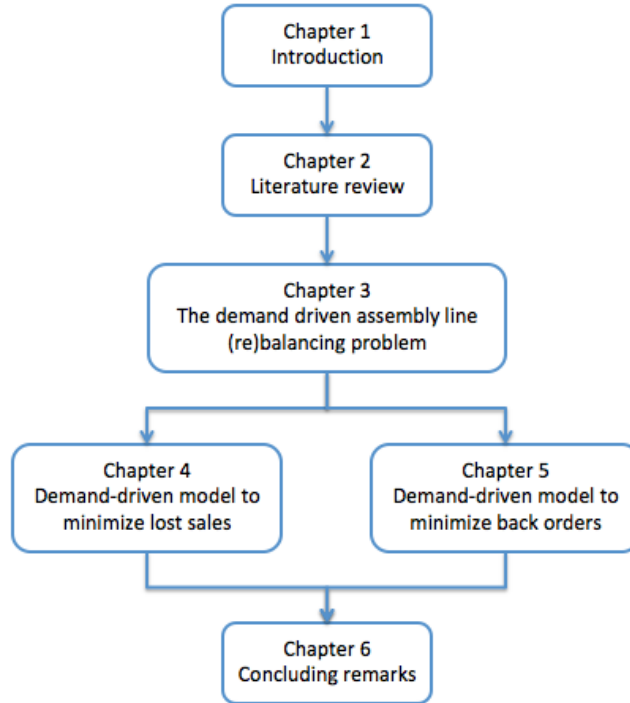 Chapter 1
Introduction
Chapter 2
Literature review
Chapter 3
The demand driven assembly line
(re)balancing problem
Chapter 4
Demand-driven model to
minimize lost sales
Chapter 5
Demand-driven model to
minimize back orders
Chapter 6
Concluding remarks